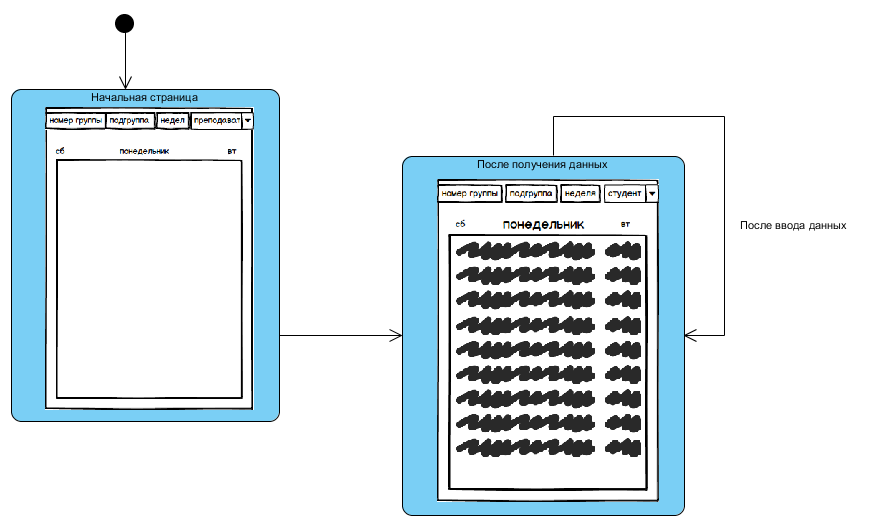 Начальная страница
номер группы подгруппа недел преподават
сб понедельник вт
После получения данных
номер группы подгруппа неделя студент
сб понедельник вт
После ввода данных